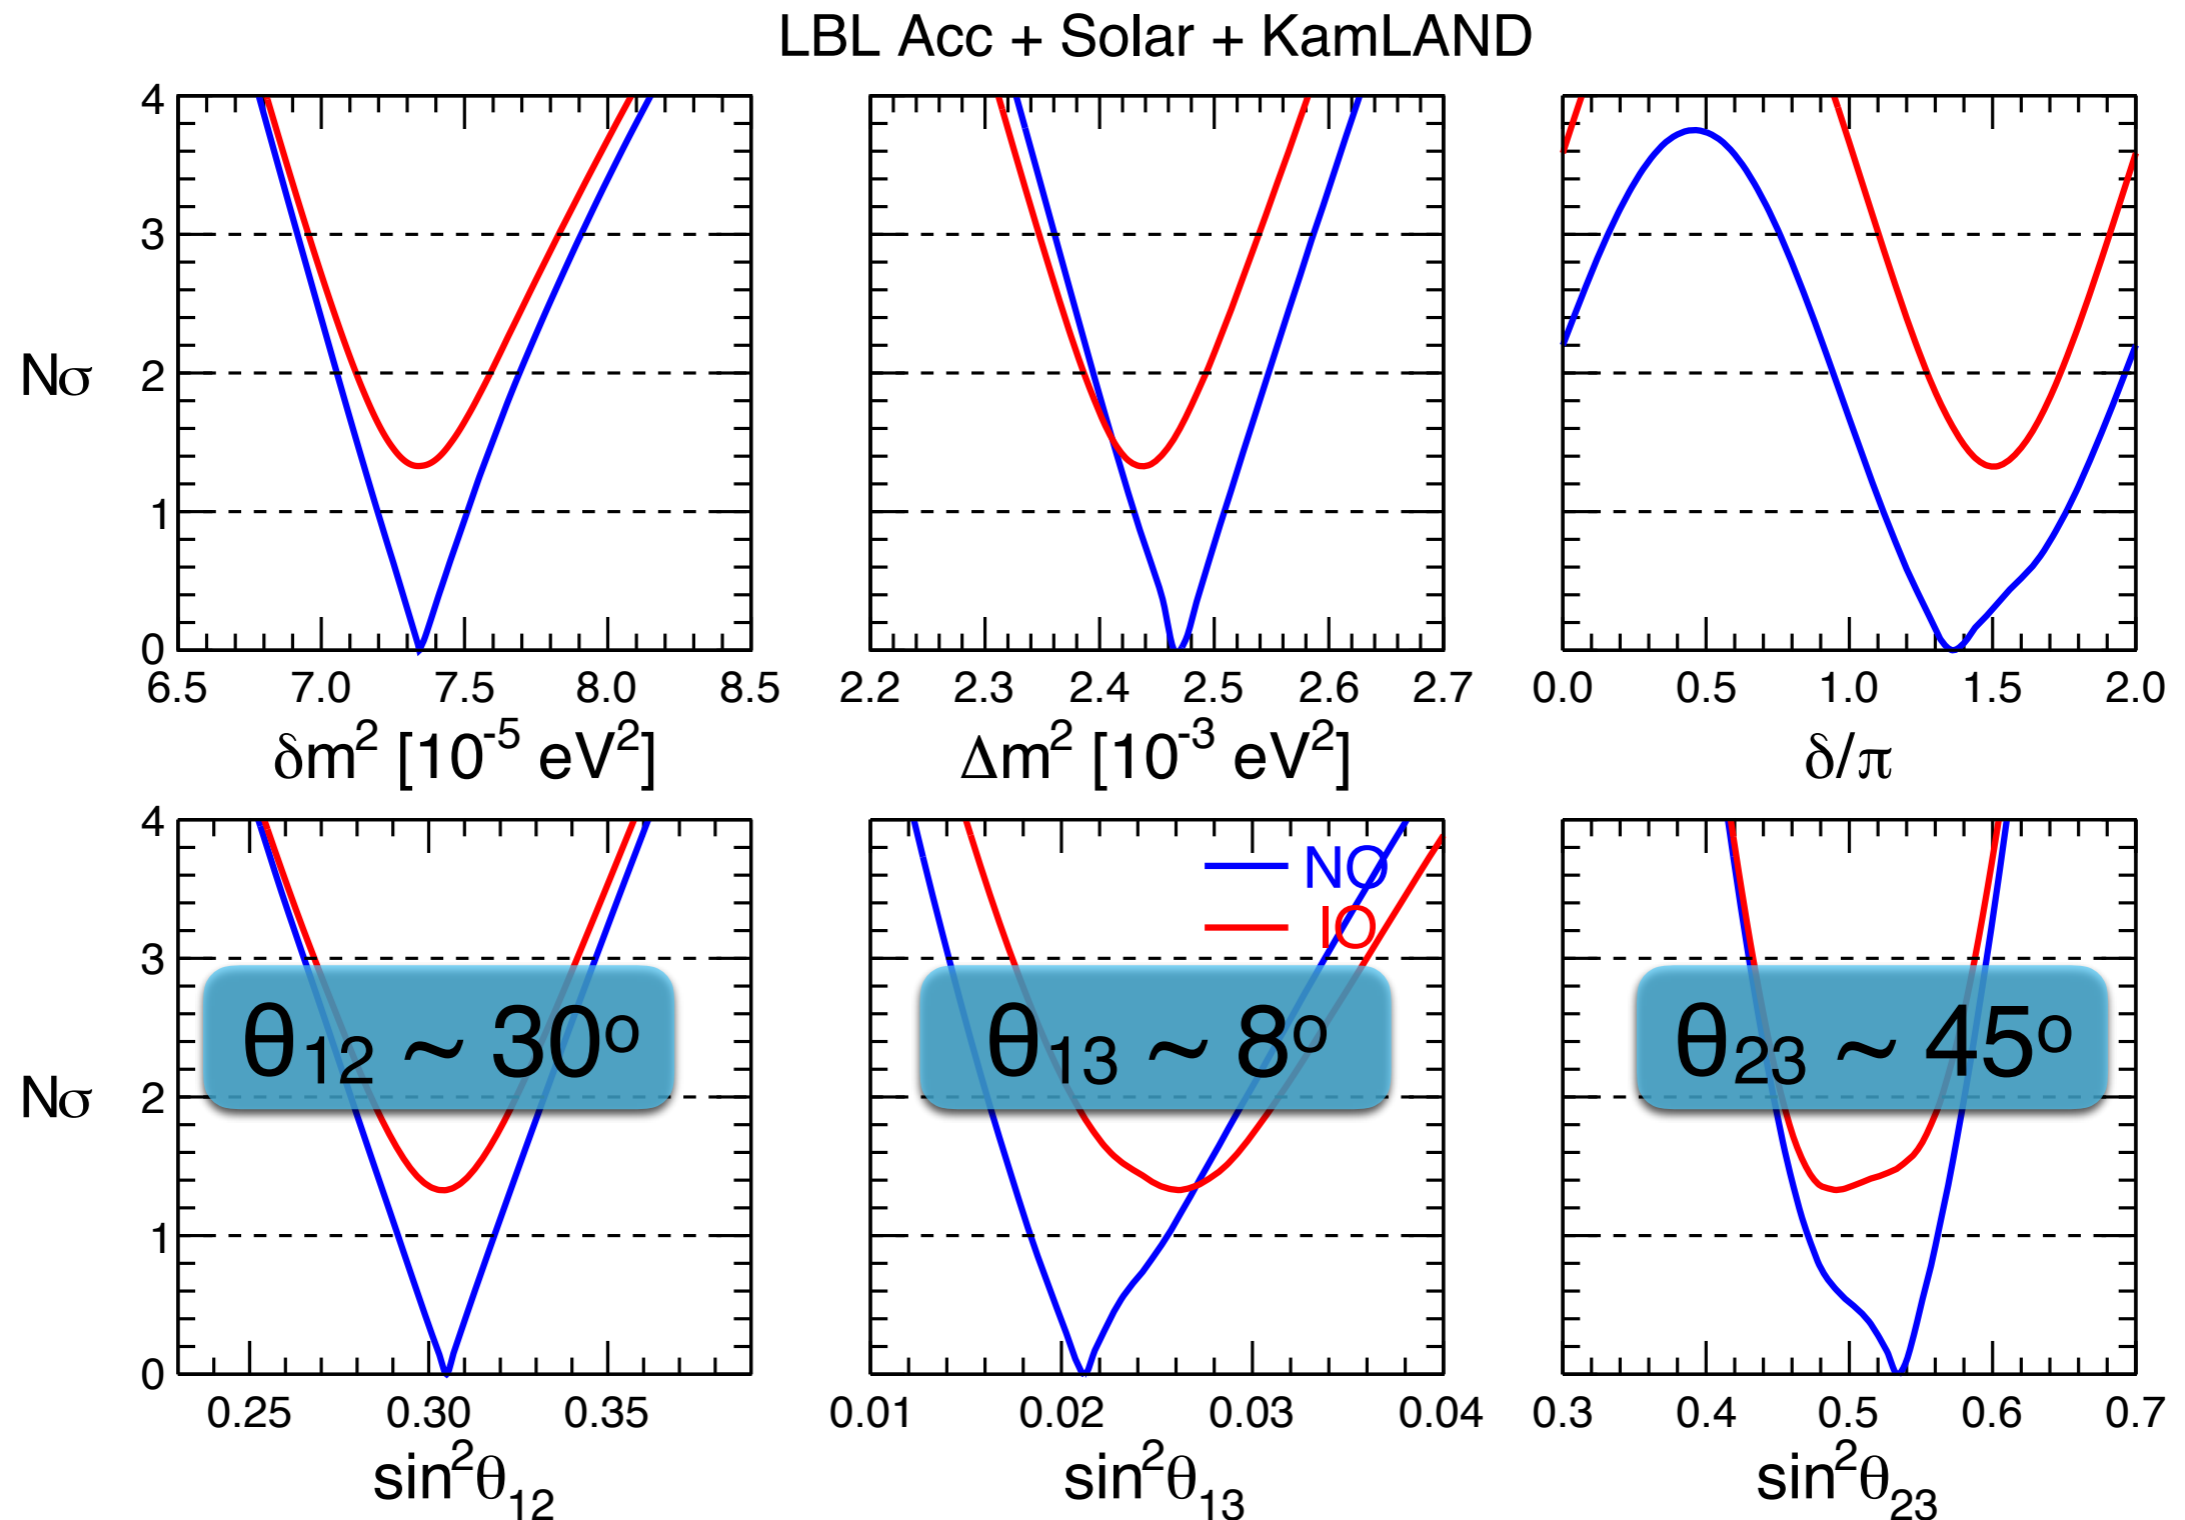 LBL Acc + Solar + KamLAND
4
3
Nσ
2
1
0
6.5 7.0 7.5 8.0 8.5
2.2 2.3 2.4 2.5 2.6 2.7
0.0 0.5 1.0 1.5 2.0
δm² [10⁻⁵ eV²]
Δm² [10⁻³ eV²]
δ/π
4
NO
IO
3
θ₁₂ ~ 30º
θ₁₃ ~ 8º
θ₂₃ ~ 45º
Nσ
2
1
0
0.25 0.30 0.35
0.01 0.02 0.03 0.04
0.3 0.4 0.5 0.6 0.7
sin²θ₁₂
sin²θ₁₃
sin²θ₂₃